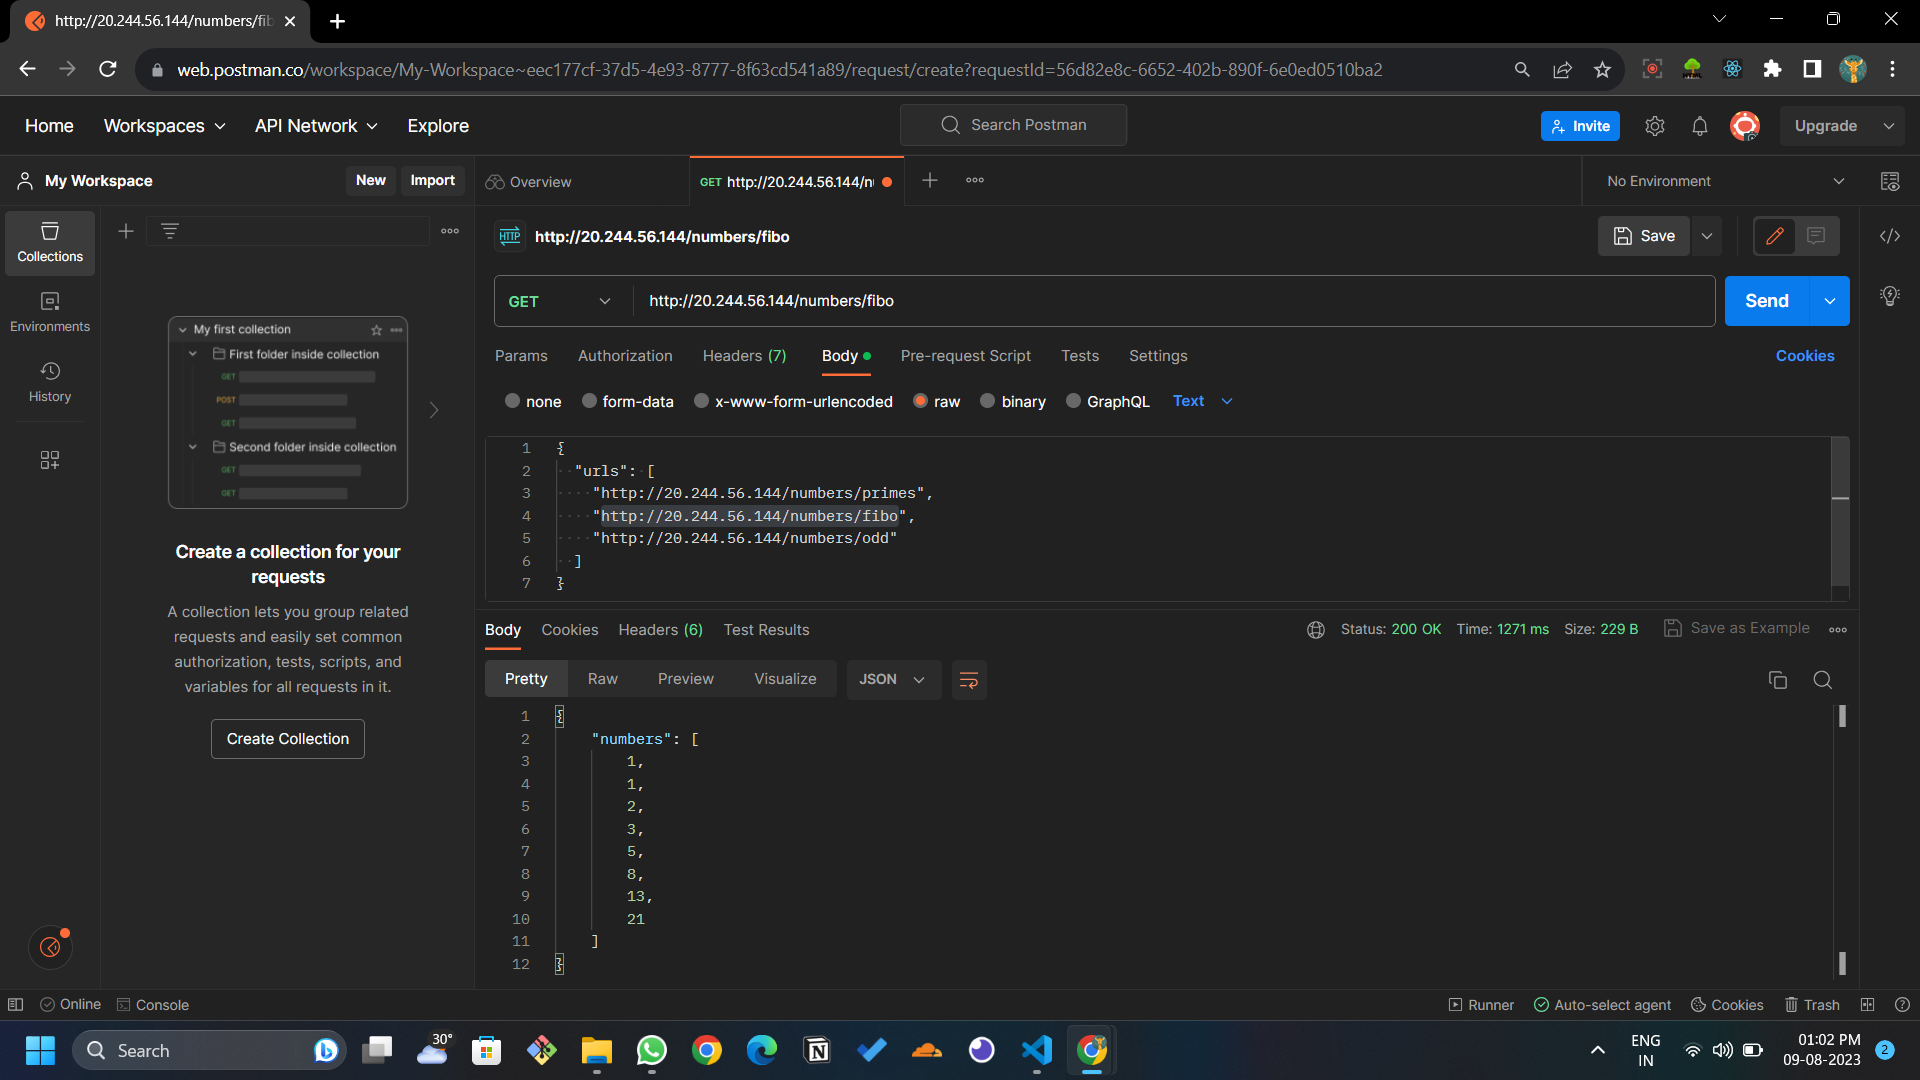 http://20.244.56.144/numbers/fib
web.postman.co/workspace/My-Workspace~eec177cf-37d5-4e93-8777-8f63cd541a89/request/create?requestId=56d82e8c-6652-402b-890f-6e0ed0510ba2
Home Workspaces API Network Explore
Search Postman
Invite
Upgrade
My Workspace
New Import
Overview
GET http://20.244.56.144/n
No Environment
Collections
Environments
History
My first collection
First folder inside collection
GET
POST
GET
Second folder inside collection
GET
GET
Create a collection for your
requests
A collection lets you group related
requests and easily set common
authorization, tests, scripts, and
variables for all requests in it.
Create Collection
HTTP http://20.244.56.144/numbers/fibo
Save
GET http://20.244.56.144/numbers/fibo
Send
Params Authorization Headers (7) Body Pre-request Script Tests Settings Cookies
none form-data x-www-form-urlencoded raw binary GraphQL Text
1 {
2 "urls": [
3 "http://20.244.56.144/numbers/primes",
4 "http://20.244.56.144/numbers/fibo",
5 "http://20.244.56.144/numbers/odd"
6 ]
7 }
Body Cookies Headers (6) Test Results
Status: 200 OK Time: 1271 ms Size: 229 B Save as Example
Pretty Raw Preview Visualize JSON
1 {
2 "numbers": [
3 1,
4 1,
5 2,
6 3,
7 5,
8 8,
9 13,
10 21
11 ]
12 }
Online Console
Runner Auto-select agent Cookies Trash
Search
30°
ENG
IN
01:02 PM
09-08-2023
2